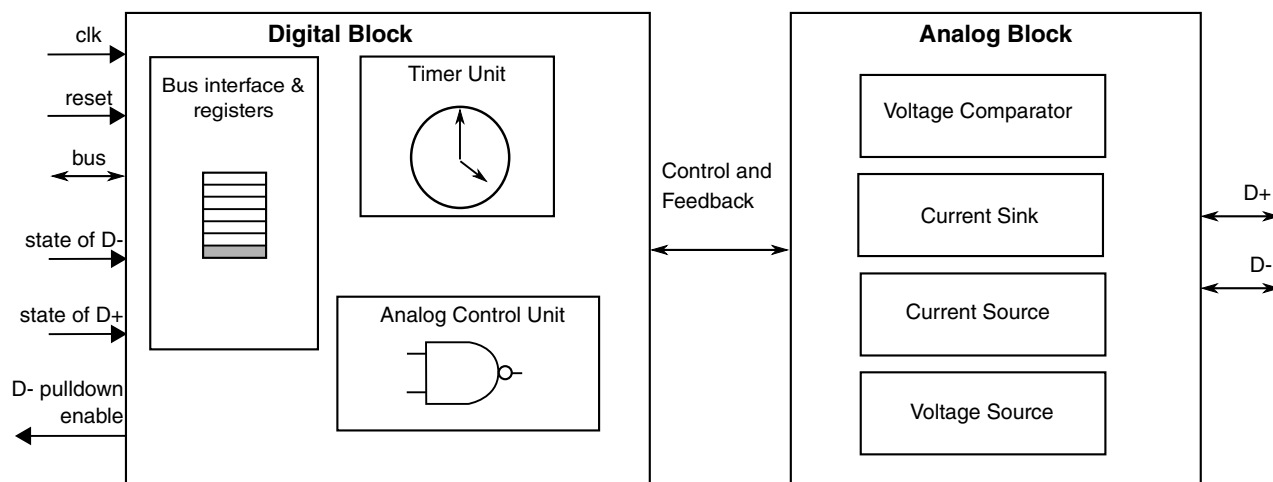 clk
reset
bus
state of D-
state of D+
D- pulldown
enable
Digital Block
Bus interface &
registers
Timer Unit
Analog Control Unit
Control and
Feedback
Analog Block
Voltage Comparator
Current Sink
Current Source
Voltage Source
D+
D-